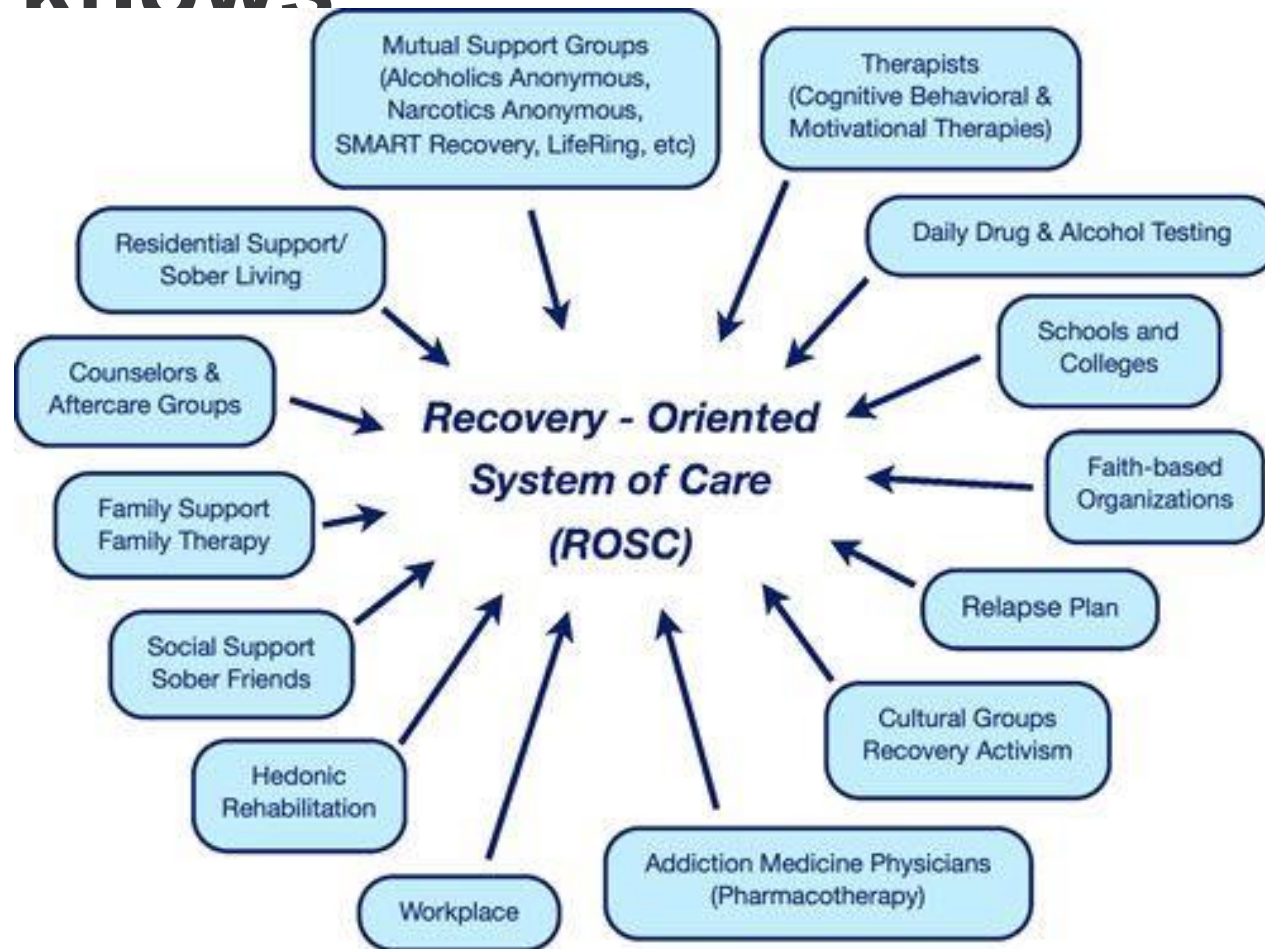 Mutual Support Groups
(Alcoholics Anonymous,
Narcotics Anonymous,
SMART Recovery, LifeRing, etc)
Therapists
(Cognitive Behavioral &
Motivational Therapies)
Residential Support/
Sober Living
Daily Drug & Alcohol Testing
Schools and
Colleges
Counselors &
Aftercare Groups
Recovery - Oriented
System of Care
(ROSC)
Faith-based
Organizations
Family Support
Family Therapy
Relapse Plan
Social Support
Sober Friends
Cultural Groups
Recovery Activism
Hedonic
Rehabilitation
Addiction Medicine Physicians
(Pharmacotherapy)
Workplace